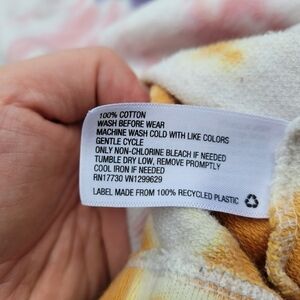 100% COTTON
WASH BEFORE WEAR
MACHINE WASH COLD WITH LIKE COLORS
GENTLE CYCLE
ONLY NON-CHLORINE BLEACH IF NEEDED
TUMBLE DRY LOW, REMOVE PROMPTLY
COOL IRON IF NEEDED
RN17730 VN1299629
LABEL MADE FROM 100% RECYCLED PLASTIC